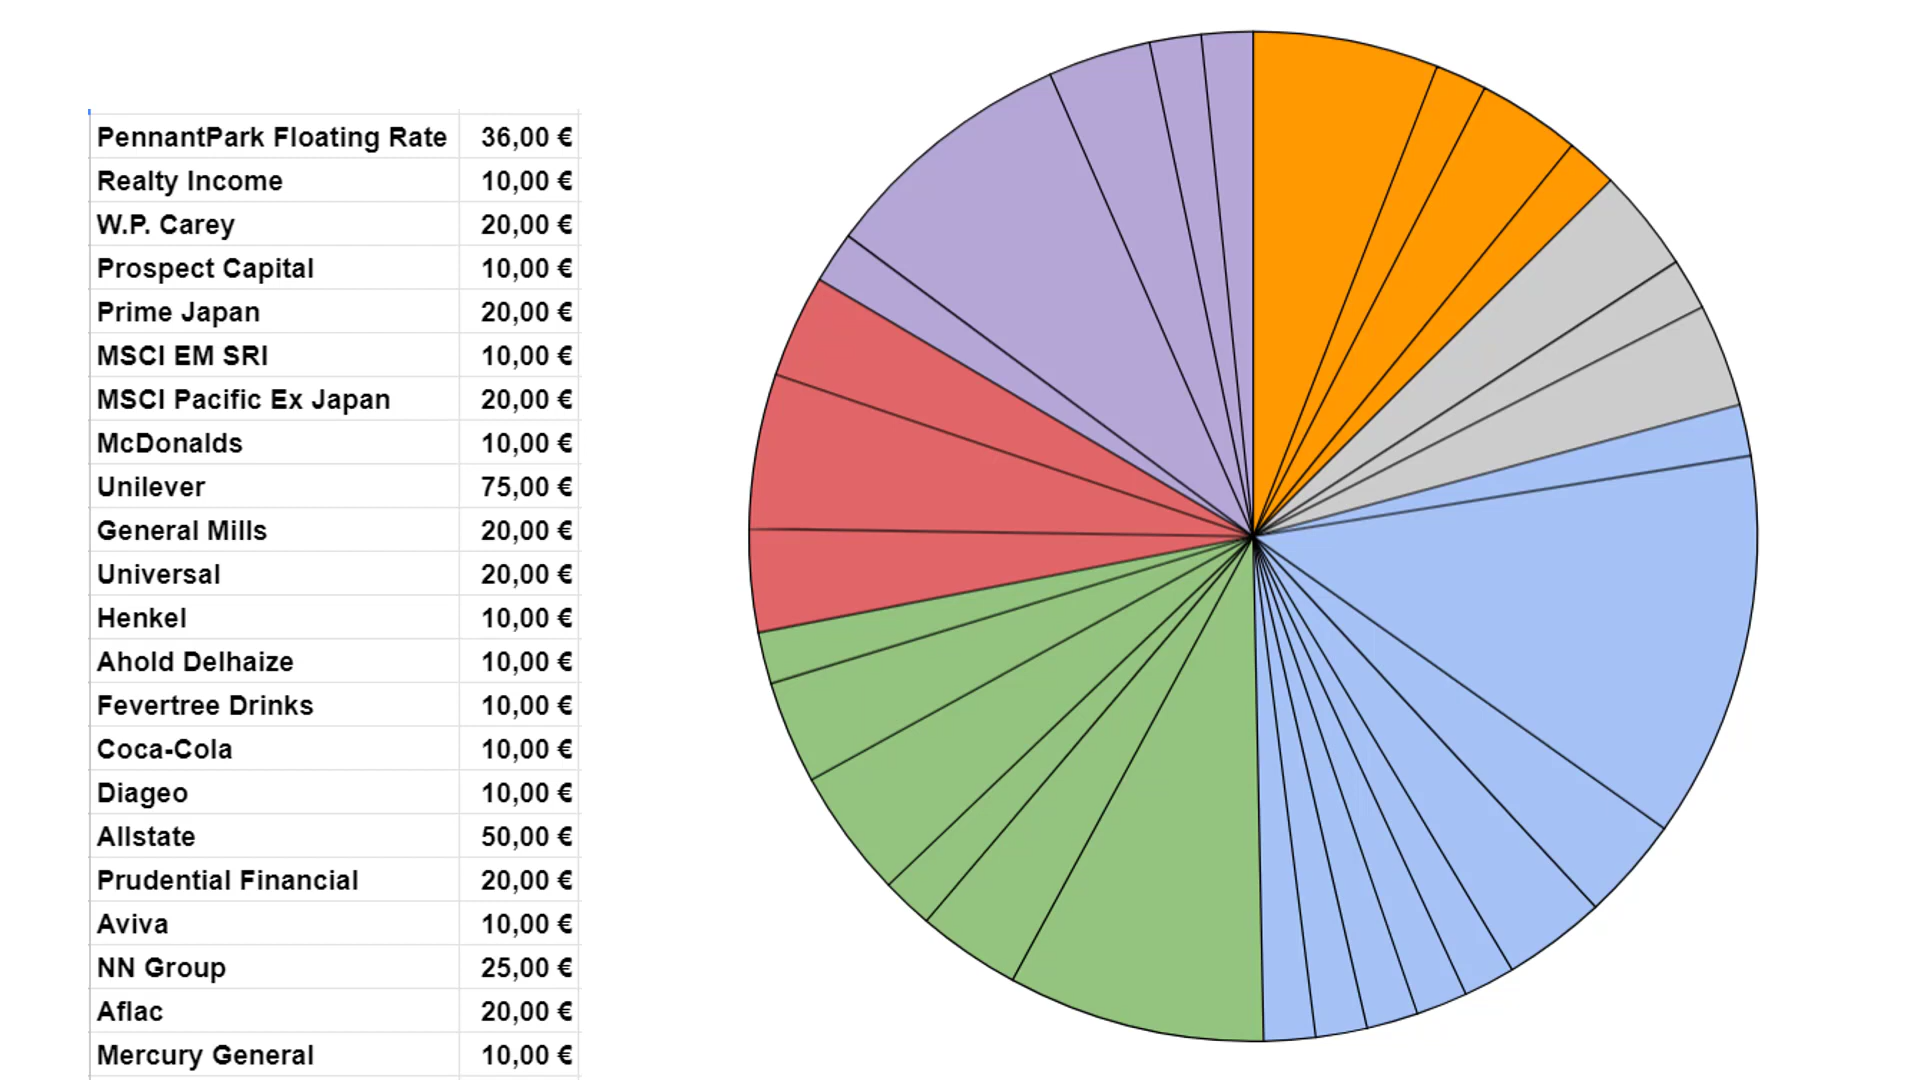 PennantPark Floating Rate 36,00 €
Realty Income 10,00 €
W.P. Carey 20,00 €
Prospect Capital 10,00 €
Prime Japan 20,00 €
MSCI EM SRI 10,00 €
MSCI Pacific Ex Japan 20,00 €
McDonalds 10,00 €
Unilever 75,00 €
General Mills 20,00 €
Universal 20,00 €
Henkel 10,00 €
Ahold Delhaize 10,00 €
Fevertree Drinks 10,00 €
Coca-Cola 10,00 €
Diageo 10,00 €
Allstate 50,00 €
Prudential Financial 20,00 €
Aviva 10,00 €
NN Group 25,00 €
Aflac 20,00 €
Mercury General 10,00 €